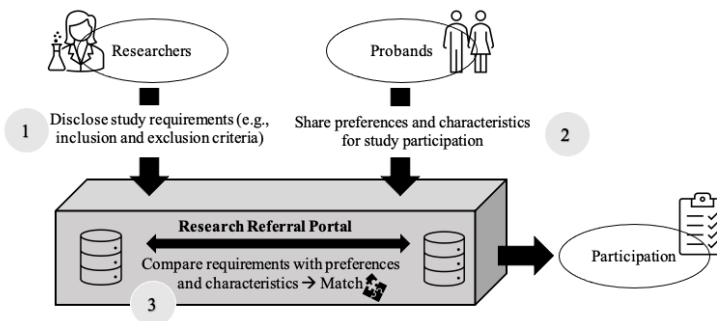 Researchers
Probands
1
Disclose study requirements (e.g.,
inclusion and exclusion criteria)
Share preferences and characteristics
for study participation
2
Research Referral Portal
Compare requirements with preferences
and characteristics → Match
3
Participation